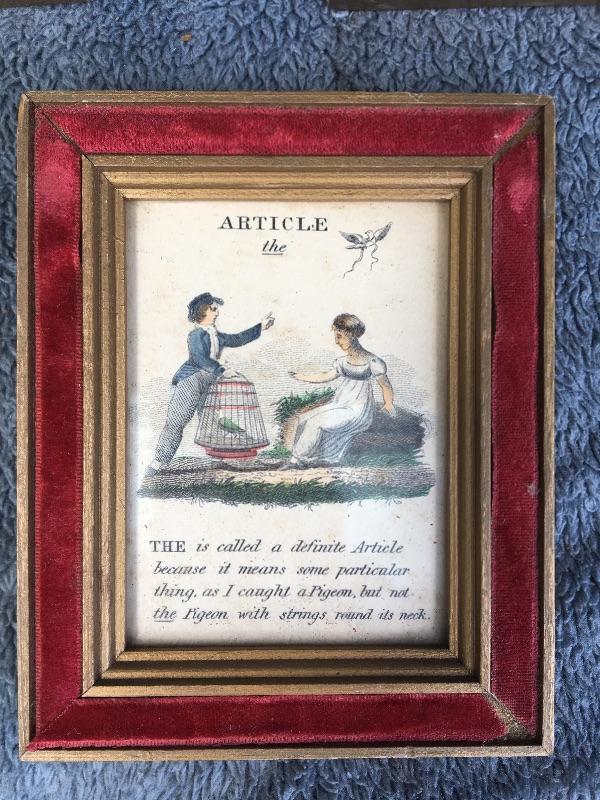 ARTICLE
the
THE is called a definite Article
because it means some particular
thing, as I caught a Pigeon, but not
the Pigeon with strings round its neck.